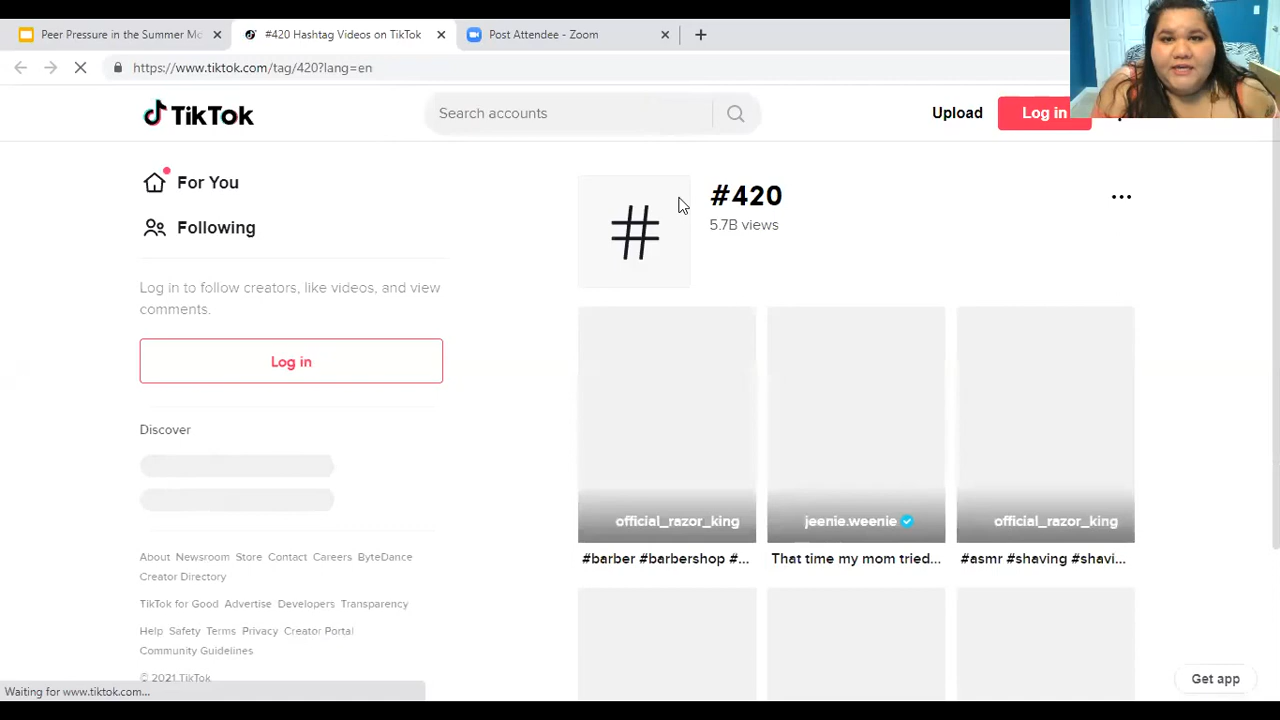 Peer Pressure in the Summer Mo
#420 Hashtag Videos on TikTok
Post Attendee - Zoom
https://www.tiktok.com/tag/420?lang=en
TikTok
Search accounts
Upload
Log in
For You
Following
Log in to follow creators, like videos, and view
comments.
Log in
Discover
About Newsroom Store Contact Careers ByteDance
Creator Directory
TikTok for Good Advertise Developers Transparency
Help Safety Terms Privacy Creator Portal
Community Guidelines
© 2021 TikTok
#420
5.7B views
official_razor_king
jeenie.weenie
official_razor_king
#barber #barbershop #...
That time my mom tried...
#asmr #shaving #shavi...
Get app
Waiting for www.tiktok.com...